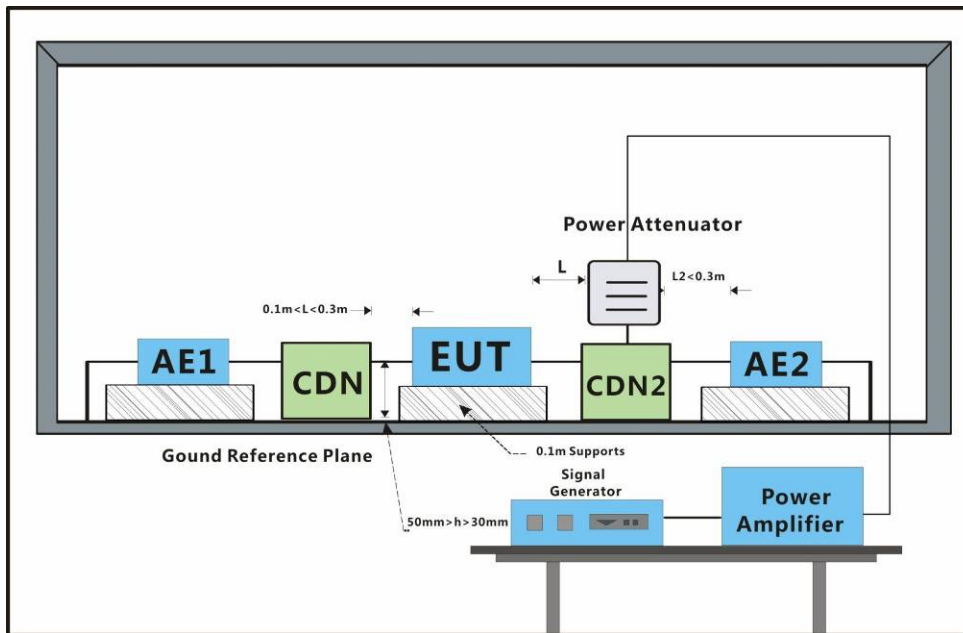 Power Attenuator
L
L2<0.3m
0.1m<L<0.3m
AE1
CDN
EUT
CDN2
AE2
Gound Reference Plane
0.1m Supports
Signal
Generator
50mm>h>30mm
Power
Amplifier